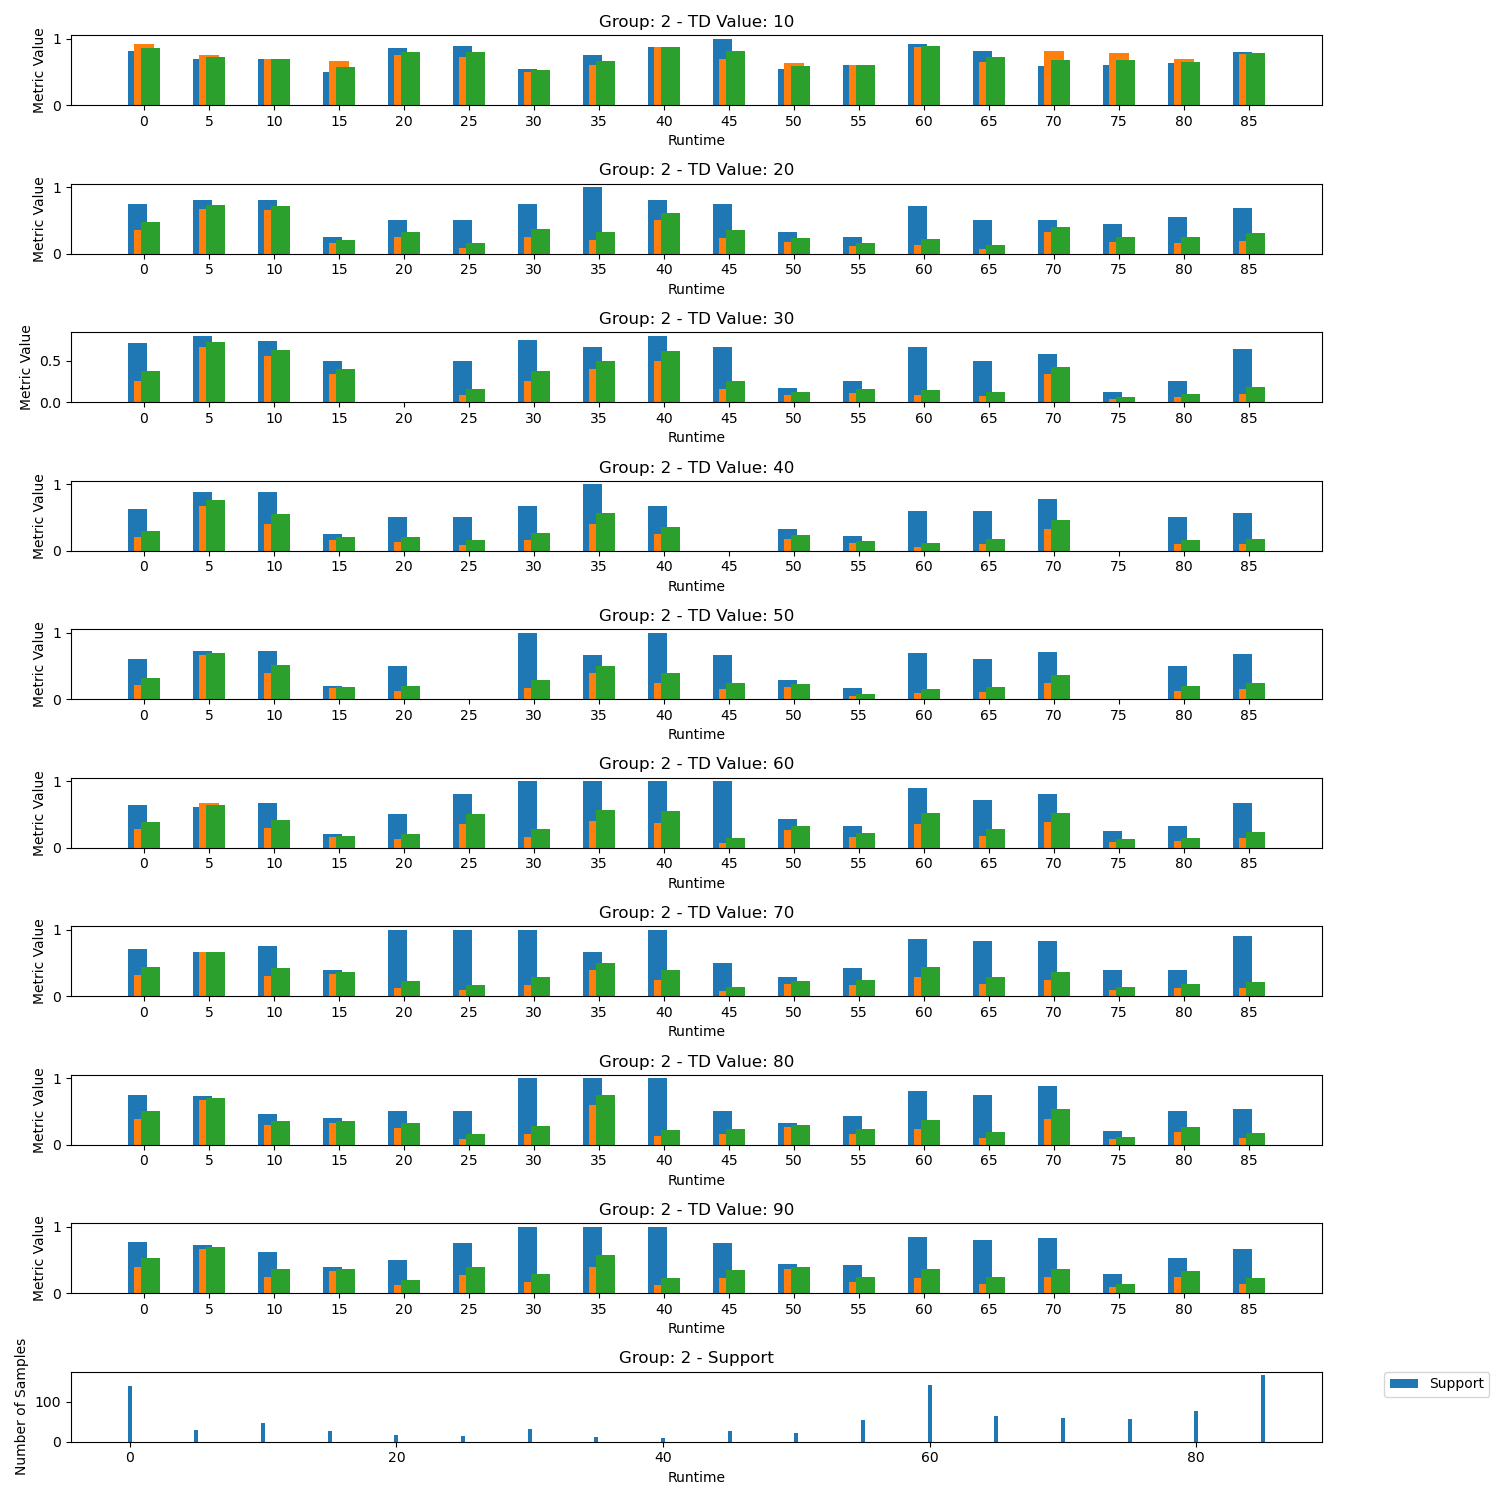 Group: 2 - TD Value: 10
Metric Value
1
0
0 5 10 15 20 25 30 35 40 45 50 55 60 65 70 75 80 85
Runtime
Group: 2 - TD Value: 20
Metric Value
1
0
0 5 10 15 20 25 30 35 40 45 50 55 60 65 70 75 80 85
Runtime
Group: 2 - TD Value: 30
Metric Value
0.5
0.0
0 5 10 15 20 25 30 35 40 45 50 55 60 65 70 75 80 85
Runtime
Group: 2 - TD Value: 40
Metric Value
1
0
0 5 10 15 20 25 30 35 40 45 50 55 60 65 70 75 80 85
Runtime
Group: 2 - TD Value: 50
Metric Value
1
0
0 5 10 15 20 25 30 35 40 45 50 55 60 65 70 75 80 85
Runtime
Group: 2 - TD Value: 60
Metric Value
1
0
0 5 10 15 20 25 30 35 40 45 50 55 60 65 70 75 80 85
Runtime
Group: 2 - TD Value: 70
Metric Value
1
0
0 5 10 15 20 25 30 35 40 45 50 55 60 65 70 75 80 85
Runtime
Group: 2 - TD Value: 80
Metric Value
1
0
0 5 10 15 20 25 30 35 40 45 50 55 60 65 70 75 80 85
Runtime
Group: 2 - TD Value: 90
Metric Value
1
0
0 5 10 15 20 25 30 35 40 45 50 55 60 65 70 75 80 85
Runtime
Group: 2 - Support
Number of Samples
100
0
0 20 40 60 80
Runtime
Support